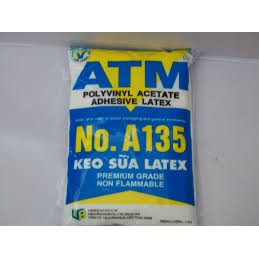 ATM
POLYVINYL ACETATE
ADHESIVE LATEX
No. A135
KEO SỮA LATEX
PREMIUM GRADE
NON FLAMMABLE